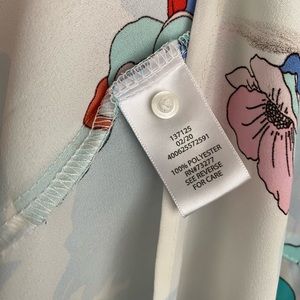 137125
02/20
400625572591
100% POLYESTER
RN#73277
SEE REVERSE
FOR CARE